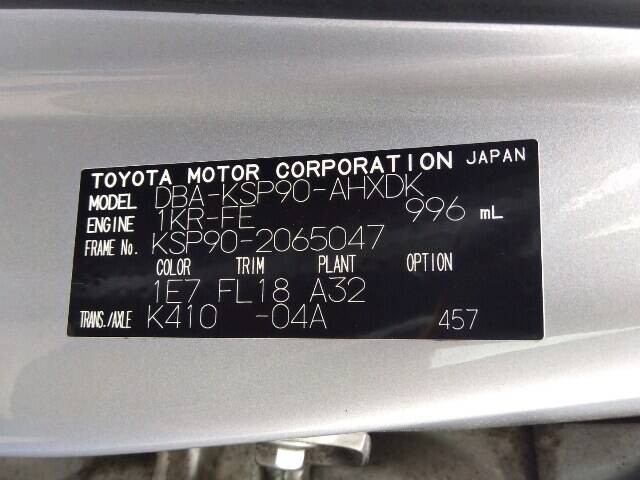 TOYOTA MOTOR CORPORATION JAPAN
MODEL DBA-KSP90-AHXDK
ENGINE 1KR-FE 996 mL
FRAME No. KSP90-2065047
COLOR TRIM PLANT OPTION
1E7 FL18 A32
TRANS./AXLE K410 -04A 457